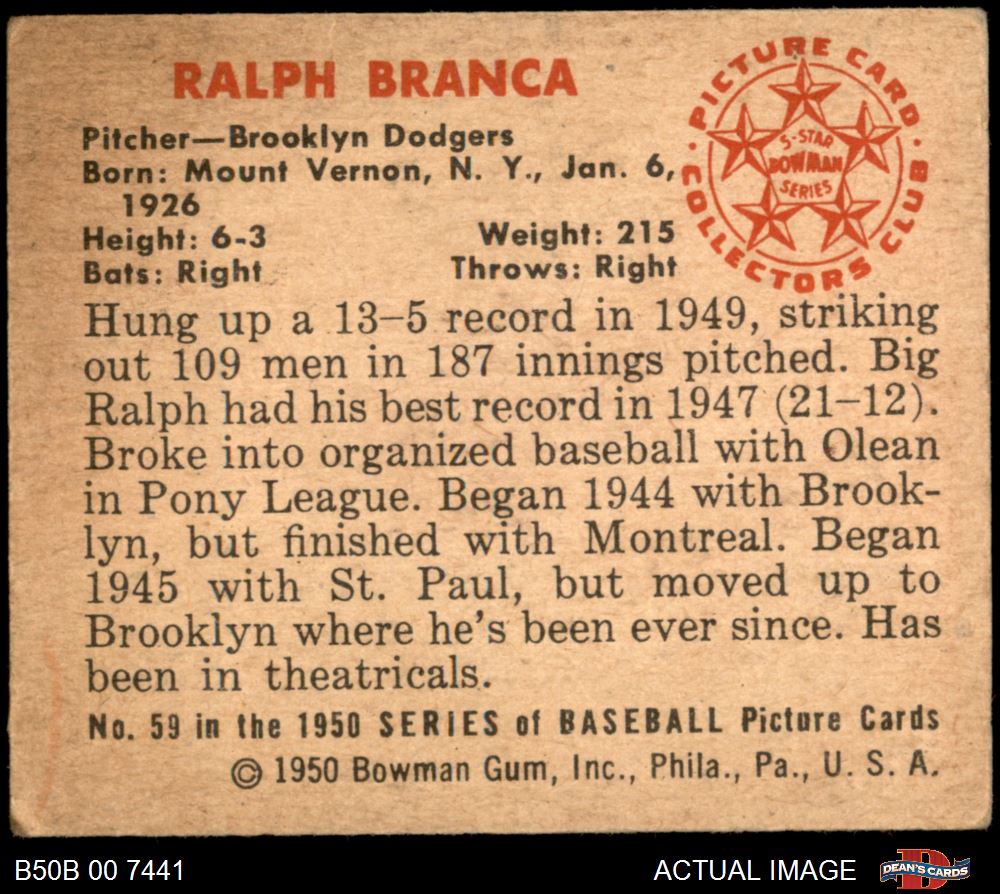 RALPH BRANCA
PICTURE CARD
COLLECTORS CLUB
5-STAR
BOWMAN
SERIES
Pitcher—Brooklyn Dodgers
Born: Mount Vernon, N. Y., Jan. 6,
1926
Height: 6-3 Weight: 215
Bats: Right Throws: Right
Hung up a 13–5 record in 1949, striking
out 109 men in 187 innings pitched. Big
Ralph had his best record in 1947 (21–12).
Broke into organized baseball with Olean
in Pony League. Began 1944 with Brook-
lyn, but finished with Montreal. Began
1945 with St. Paul, but moved up to
Brooklyn where he's been ever since. Has
been in theatricals.
No. 59 in the 1950 SERIES of BASEBALL Picture Cards
© 1950 Bowman Gum, Inc., Phila., Pa., U. S. A.
B50B 00 7441 ACTUAL IMAGE DEAN'S CARDS